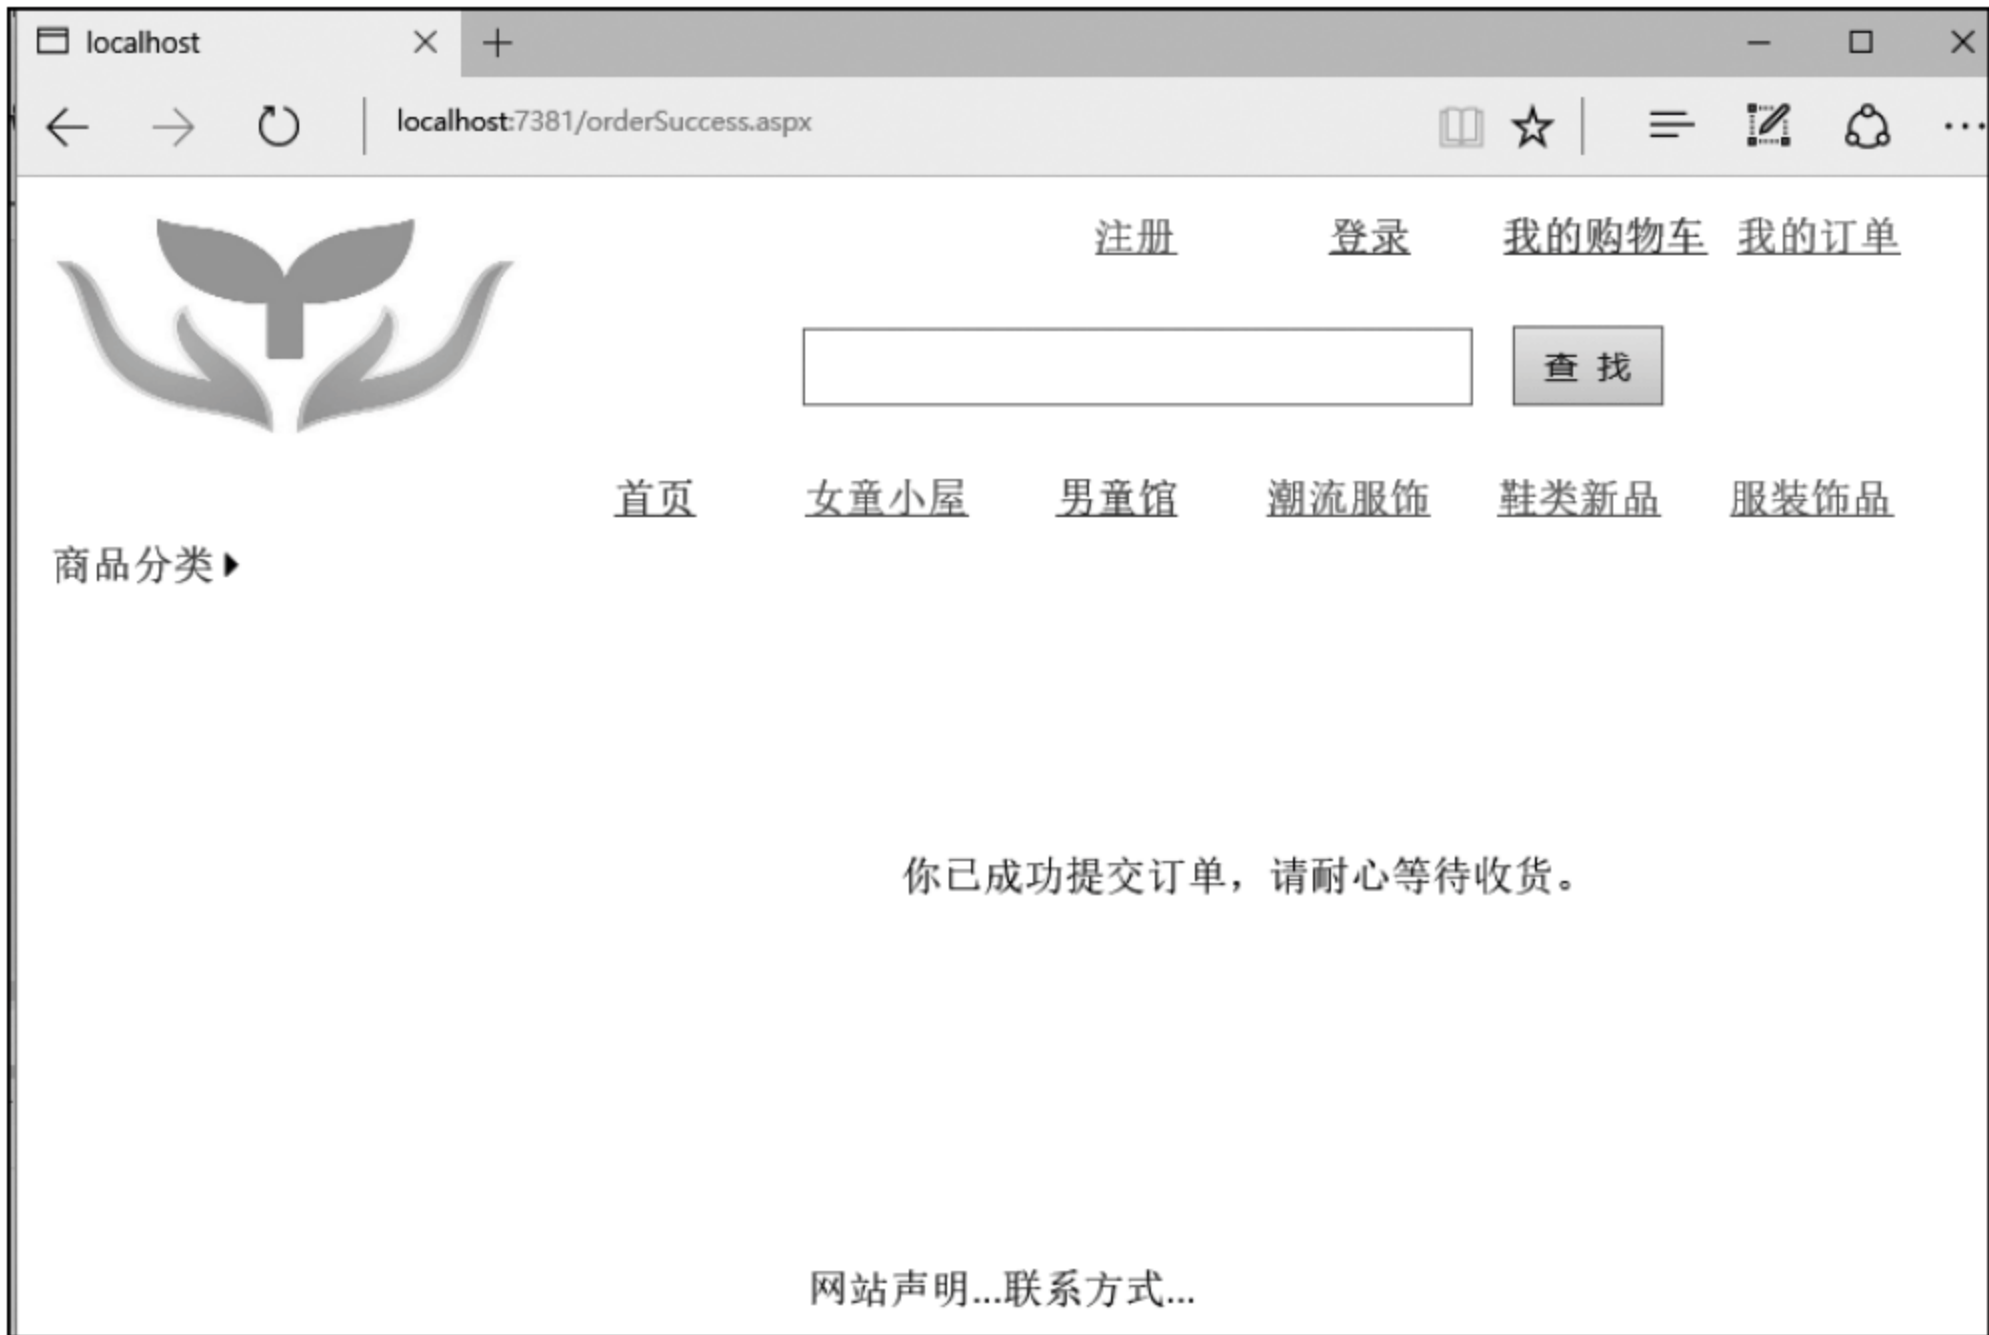 localhost
localhost:7381/orderSuccess.aspx
注册 登录 我的购物车 我的订单
查 找
首页 女童小屋 男童馆 潮流服饰 鞋类新品 服装饰品
商品分类
你已成功提交订单，请耐心等待收货。
网站声明...联系方式...